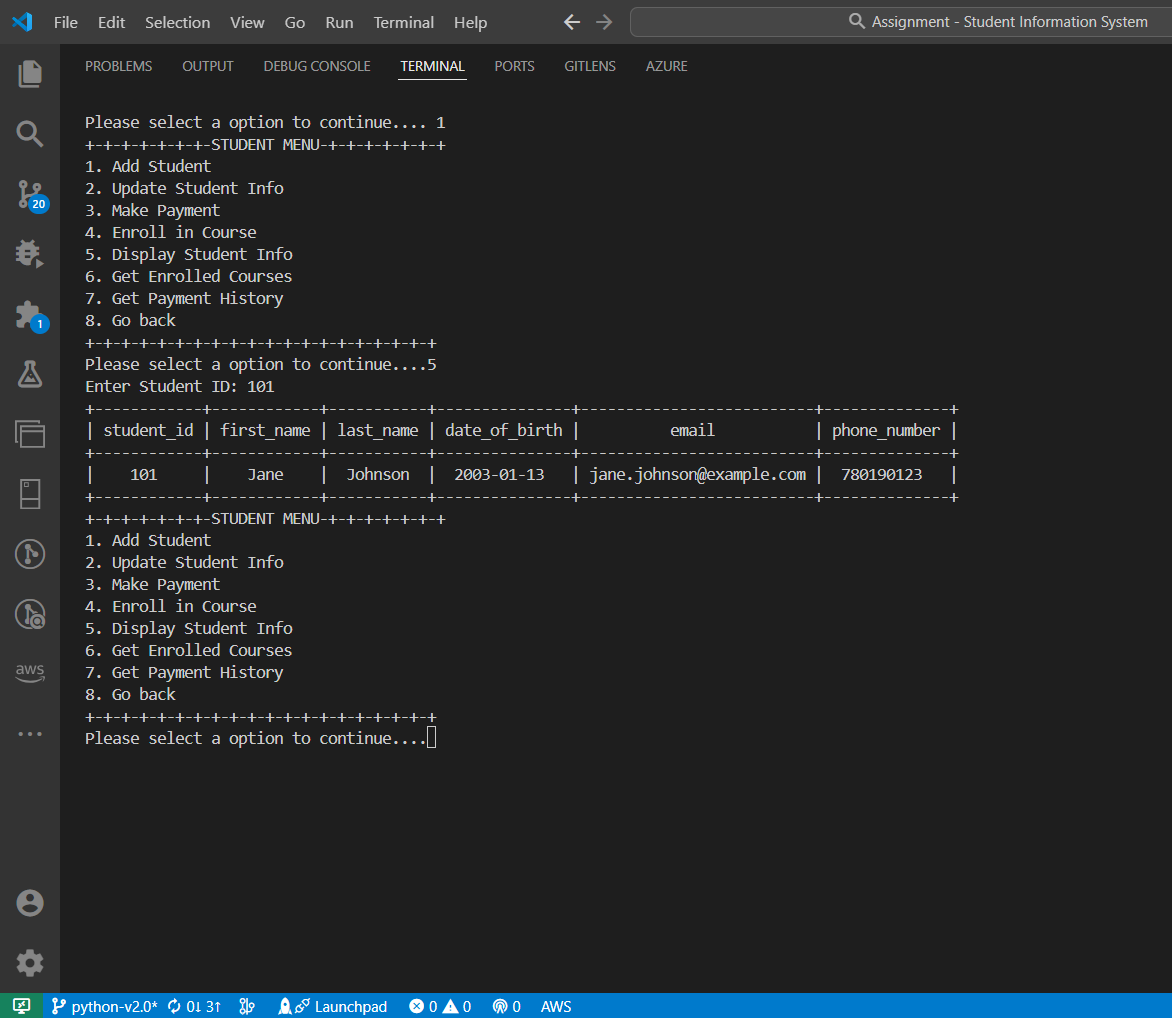 File Edit Selection View Go Run Terminal Help Assignment - Student Information System
PROBLEMS OUTPUT DEBUG CONSOLE TERMINAL PORTS GITLENS AZURE
Please select a option to continue.... 1
+-+-+-+-+-+-+-STUDENT MENU-+-+-+-+-+-+-+
1. Add Student
2. Update Student Info
3. Make Payment
4. Enroll in Course
5. Display Student Info
6. Get Enrolled Courses
7. Get Payment History
8. Go back
+-+-+-+-+-+-+-+-+-+-+-+-+-+-+-+-+-+-+-+
Please select a option to continue....5
Enter Student ID: 101
+------------+------------+-----------+---------------+--------------------------+--------------+
| student_id | first_name | last_name | date_of_birth |          email           | phone_number |
+------------+------------+-----------+---------------+--------------------------+--------------+
|    101     |    Jane    |  Johnson  |  2003-01-13   | jane.johnson@example.com |  780190123   |
+------------+------------+-----------+---------------+--------------------------+--------------+
+-+-+-+-+-+-+-STUDENT MENU-+-+-+-+-+-+-+
1. Add Student
2. Update Student Info
3. Make Payment
4. Enroll in Course
5. Display Student Info
6. Get Enrolled Courses
7. Get Payment History
8. Go back
+-+-+-+-+-+-+-+-+-+-+-+-+-+-+-+-+-+-+-+
Please select a option to continue....
20
1
aws
python-v2.0* 0↓ 3↑ Launchpad 0 0 0 AWS